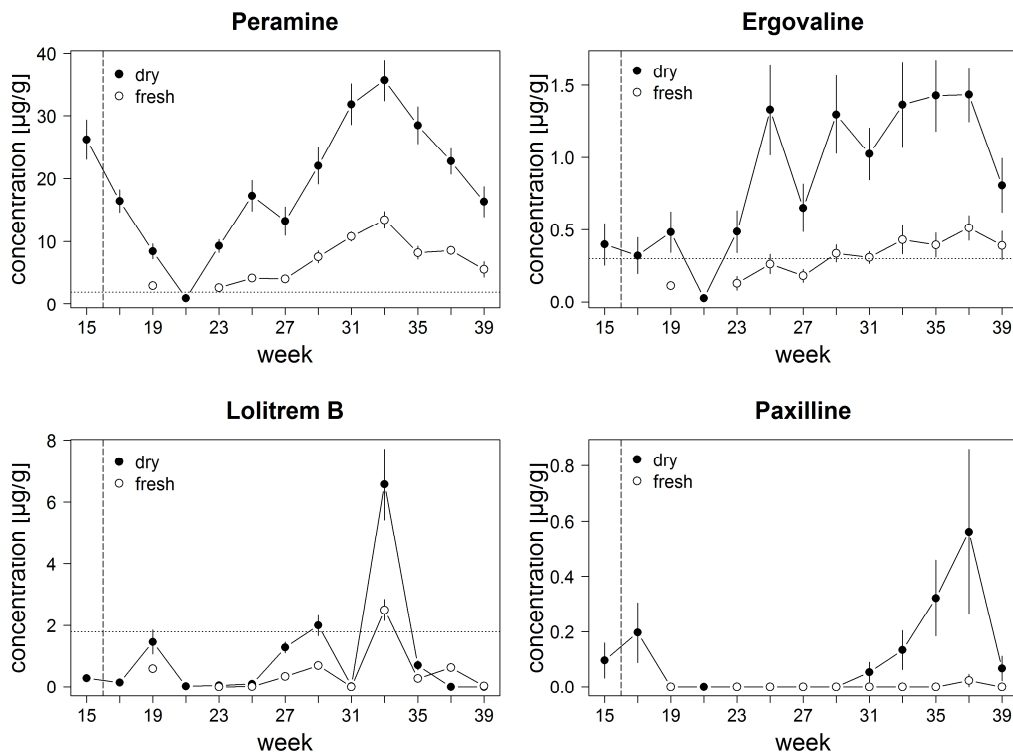 Peramine
concentration [µg/g]
40
30
20
10
0
dry
fresh
15 19 23 27 31 35 39
week
Ergovaline
concentration [µg/g]
1.5
1.0
0.5
0.0
dry
fresh
15 19 23 27 31 35 39
week
Lolitrem B
concentration [µg/g]
8
6
4
2
0
dry
fresh
15 19 23 27 31 35 39
week
Paxilline
concentration [µg/g]
0.8
0.6
0.4
0.2
0.0
dry
fresh
15 19 23 27 31 35 39
week